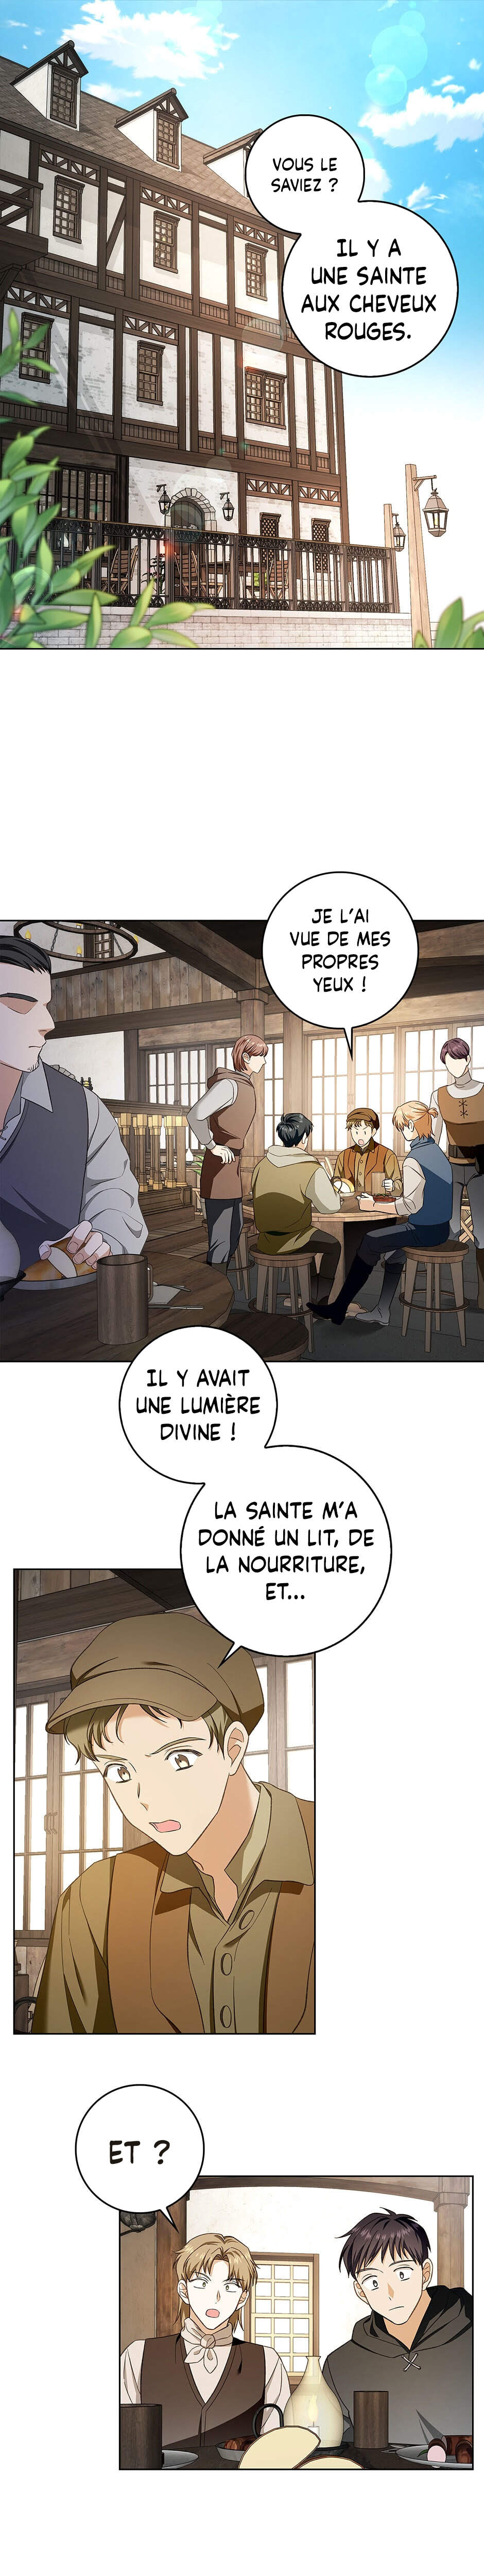 VOUS LE
SAVIEZ ?
IL Y A
UNE SAINTE
AUX CHEVEUX
ROUGES.
JE L'AI
VUE DE MES
PROPRES
YEUX !
IL Y AVAIT
UNE LUMIÈRE
DIVINE !
LA SAINTE M'A
DONNÉ UN LIT, DE
LA NOURRITURE,
ET...
ET ?